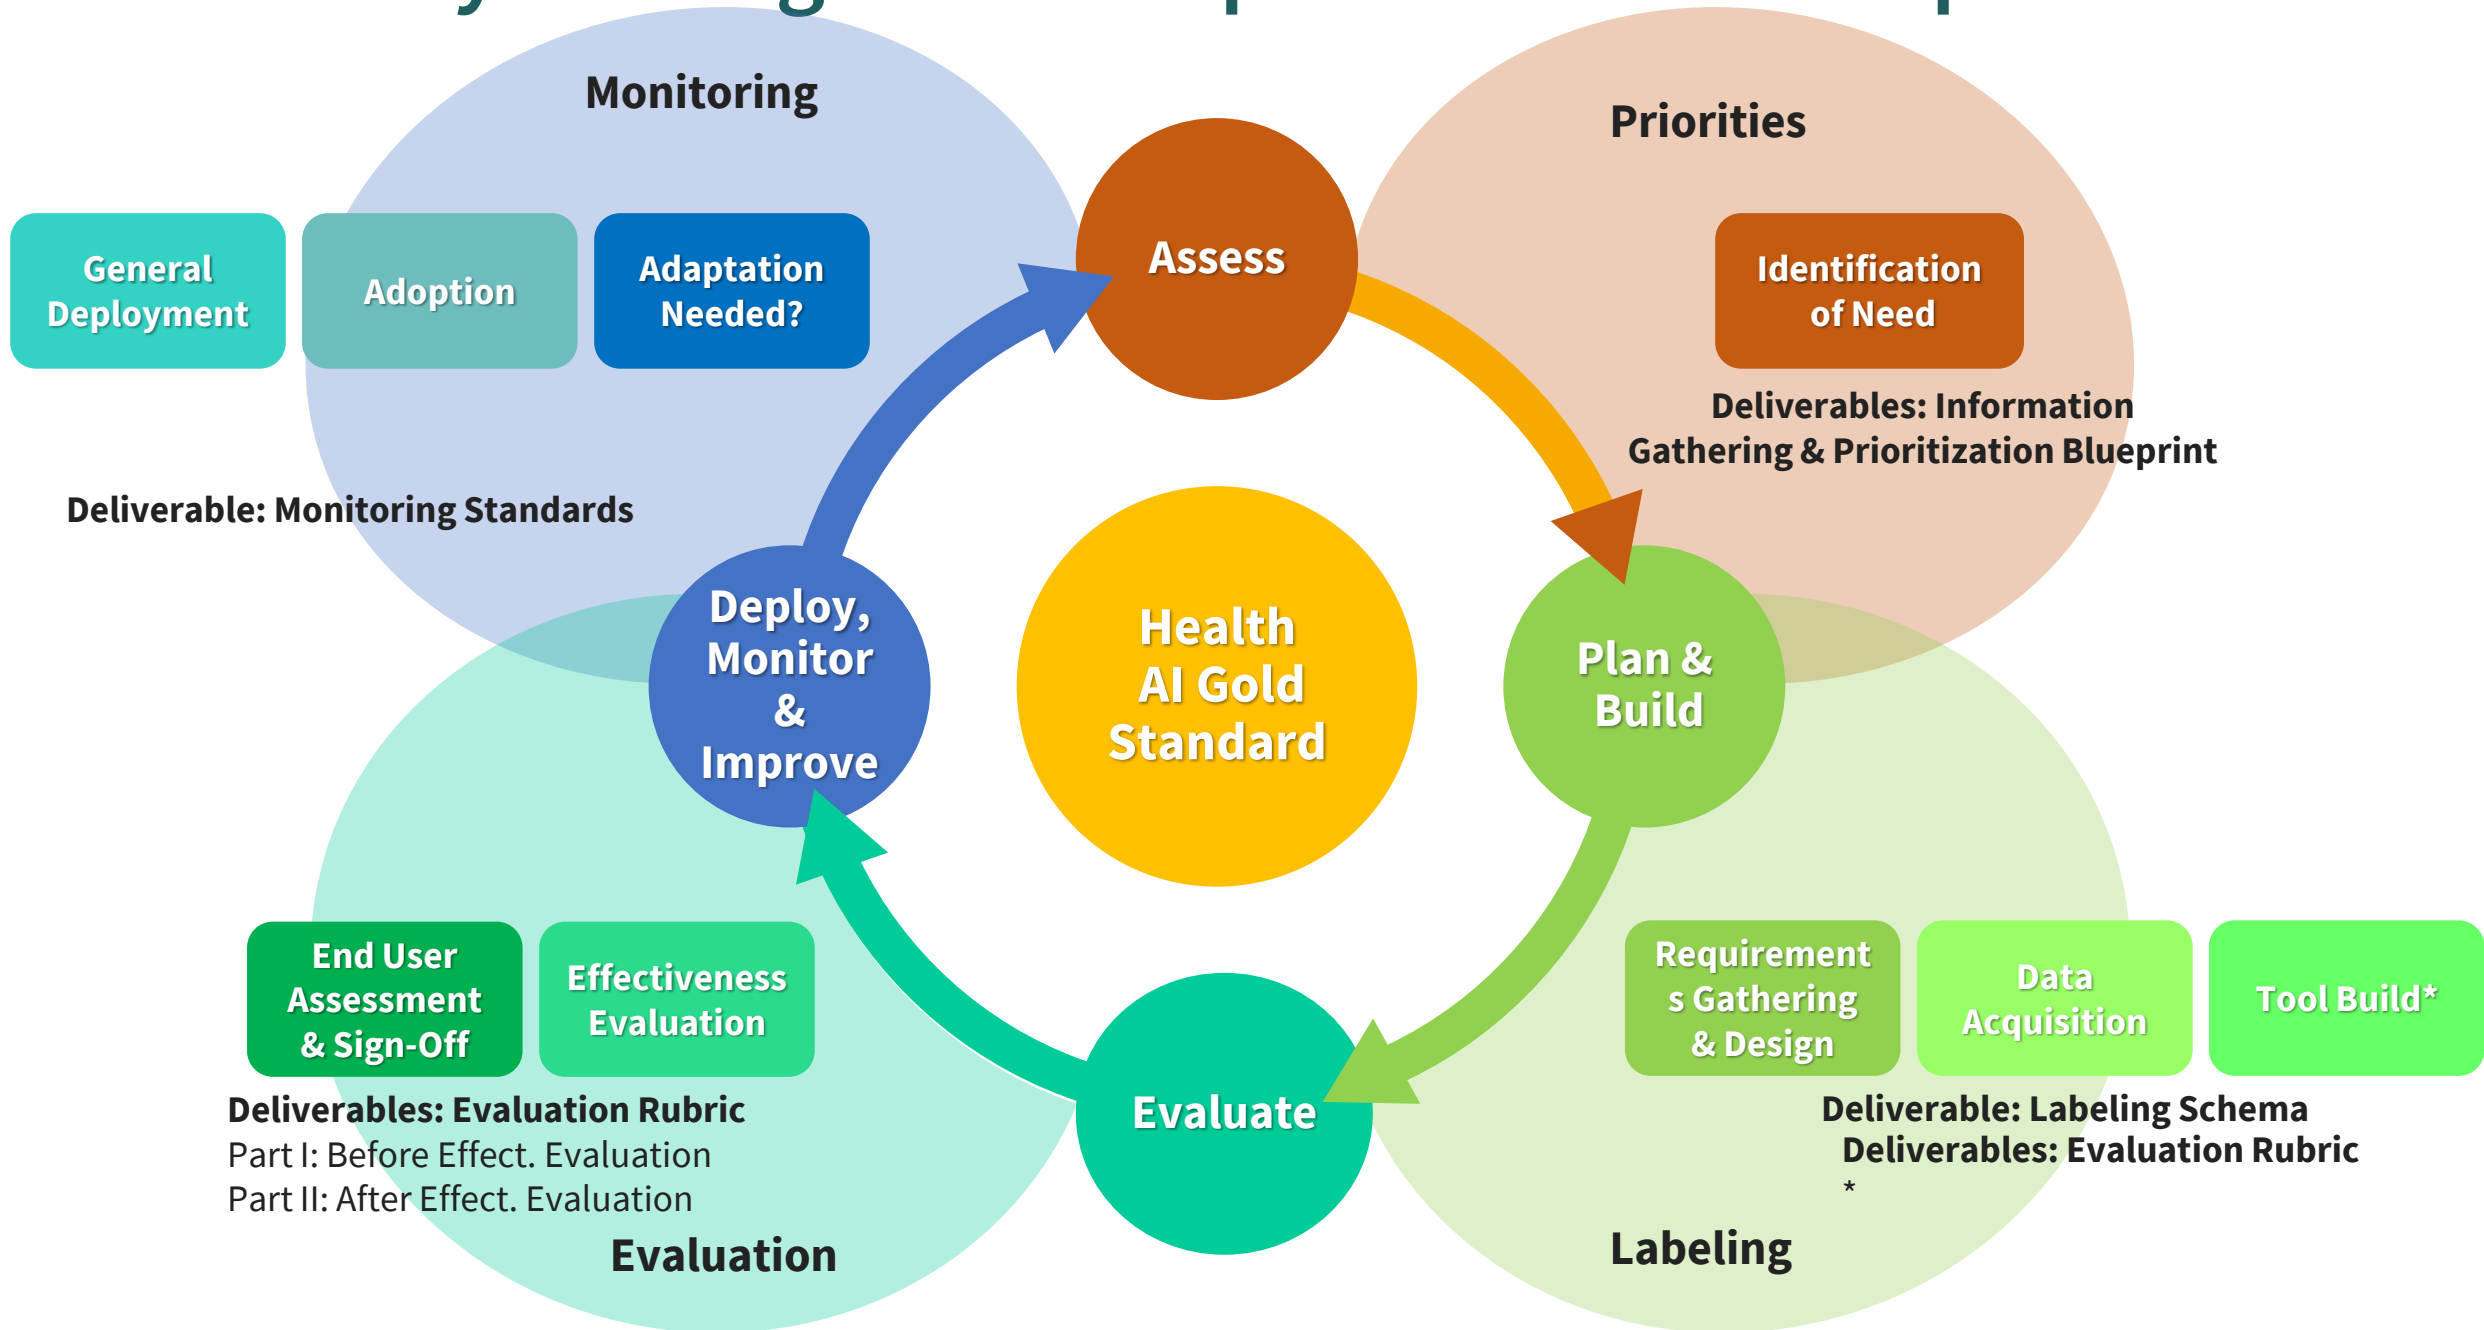 Monitoring
Priorities
General
Deployment
Adoption
Adaptation
Needed?
Assess
Identification
of Need
Deliverables: Information
Gathering & Prioritization Blueprint
Deliverable: Monitoring Standards
Deploy,
Monitor
&
Improve
Health
AI Gold
Standard
Plan &
Build
End User
Assessment
& Sign-Off
Effectiveness
Evaluation
Requirement
s Gathering
& Design
Data
Acquisition
Tool Build*
Deliverables: Evaluation Rubric
Part I: Before Effect. Evaluation
Part II: After Effect. Evaluation
Evaluate
Deliverable: Labeling Schema
Deliverables: Evaluation Rubric
*
Evaluation
Labeling